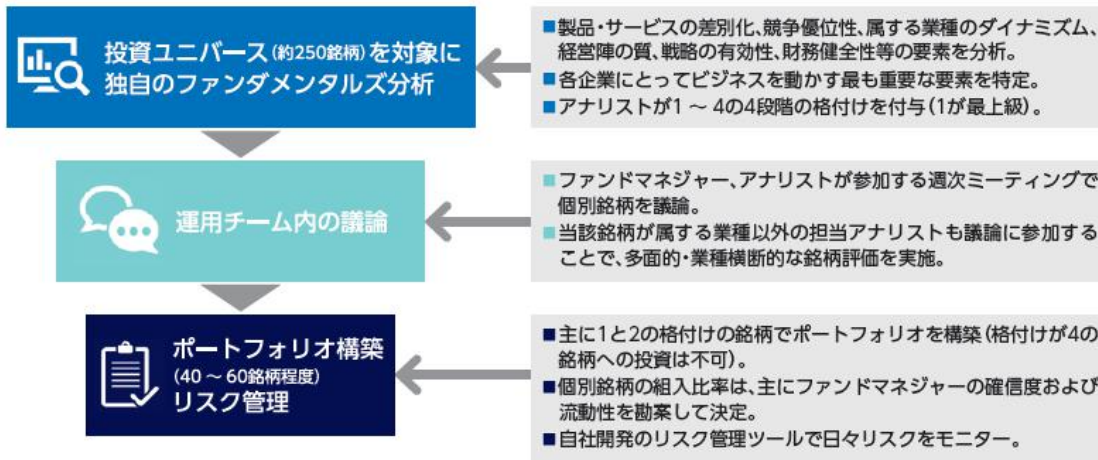 投資ユニバース(約250銘柄)を対象に
独自のファンダメンタルズ分析
■製品・サービスの差別化、競争優位性、属する業種のダイナミズム、
経営陣の質、戦略の有効性、財務健全性等の要素を分析。
■各企業にとってビジネスを動かす最も重要な要素を特定。
■アナリストが1 ~ 4の4段階の格付けを付与(1が最上級)。
運用チーム内の議論
■ファンドマネジャー、アナリストが参加する週次ミーティングで
個別銘柄を議論。
■当該銘柄が属する業種以外の担当アナリストも議論に参加する
ことで、多面的・業種横断的な銘柄評価を実施。
ポートフォリオ構築
(40 ~ 60銘柄程度)
リスク管理
■主に1と2の格付けの銘柄でポートフォリオを構築(格付けが4の
銘柄への投資は不可)。
■個別銘柄の組入比率は、主にファンドマネジャーの確信度および
流動性を勘案して決定。
■自社開発のリスク管理ツールで日々リスクをモニター。